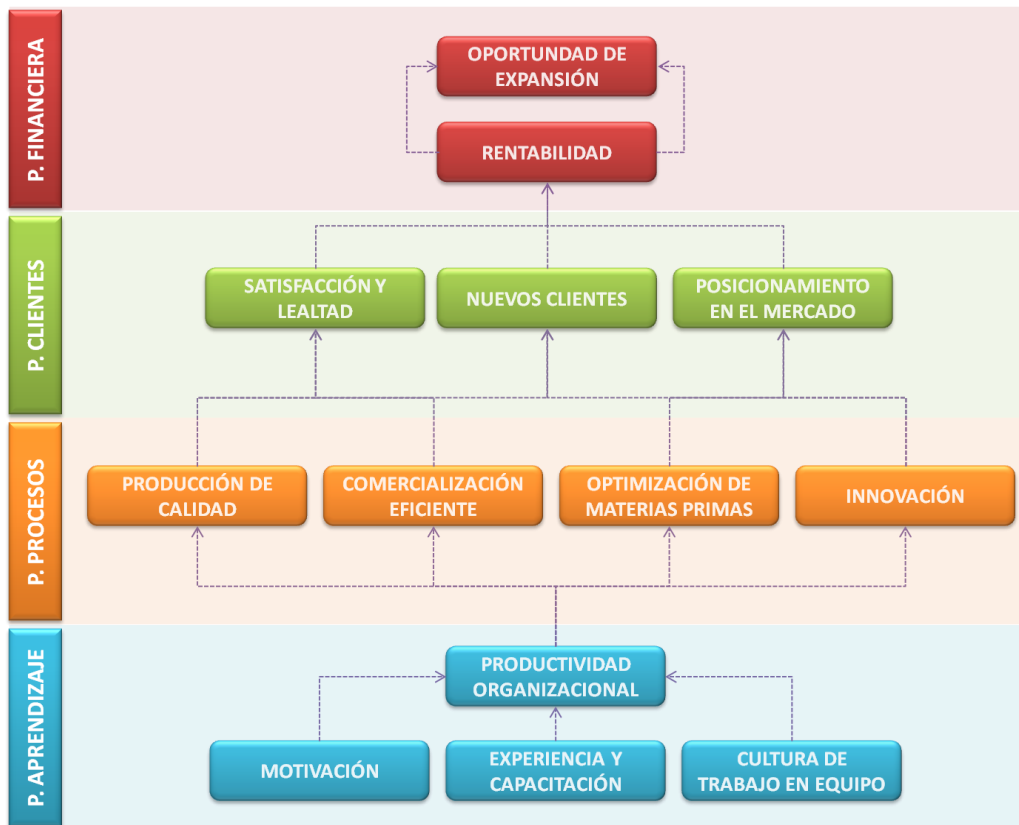 P. FINANCIERA
OPORTUNDAD DE
EXPANSIÓN
RENTABILIDAD
P. CLIENTES
SATISFACCIÓN Y
LEALTAD
NUEVOS CLIENTES
POSICIONAMIENTO
EN EL MERCADO
P. PROCESOS
PRODUCCIÓN DE
CALIDAD
COMERCIALIZACIÓN
EFICIENTE
OPTIMIZACIÓN DE
MATERIAS PRIMAS
INNOVACIÓN
P. APRENDIZAJE
PRODUCTIVIDAD
ORGANIZACIONAL
MOTIVACIÓN
EXPERIENCIA Y
CAPACITACIÓN
CULTURA DE
TRABAJO EN EQUIPO